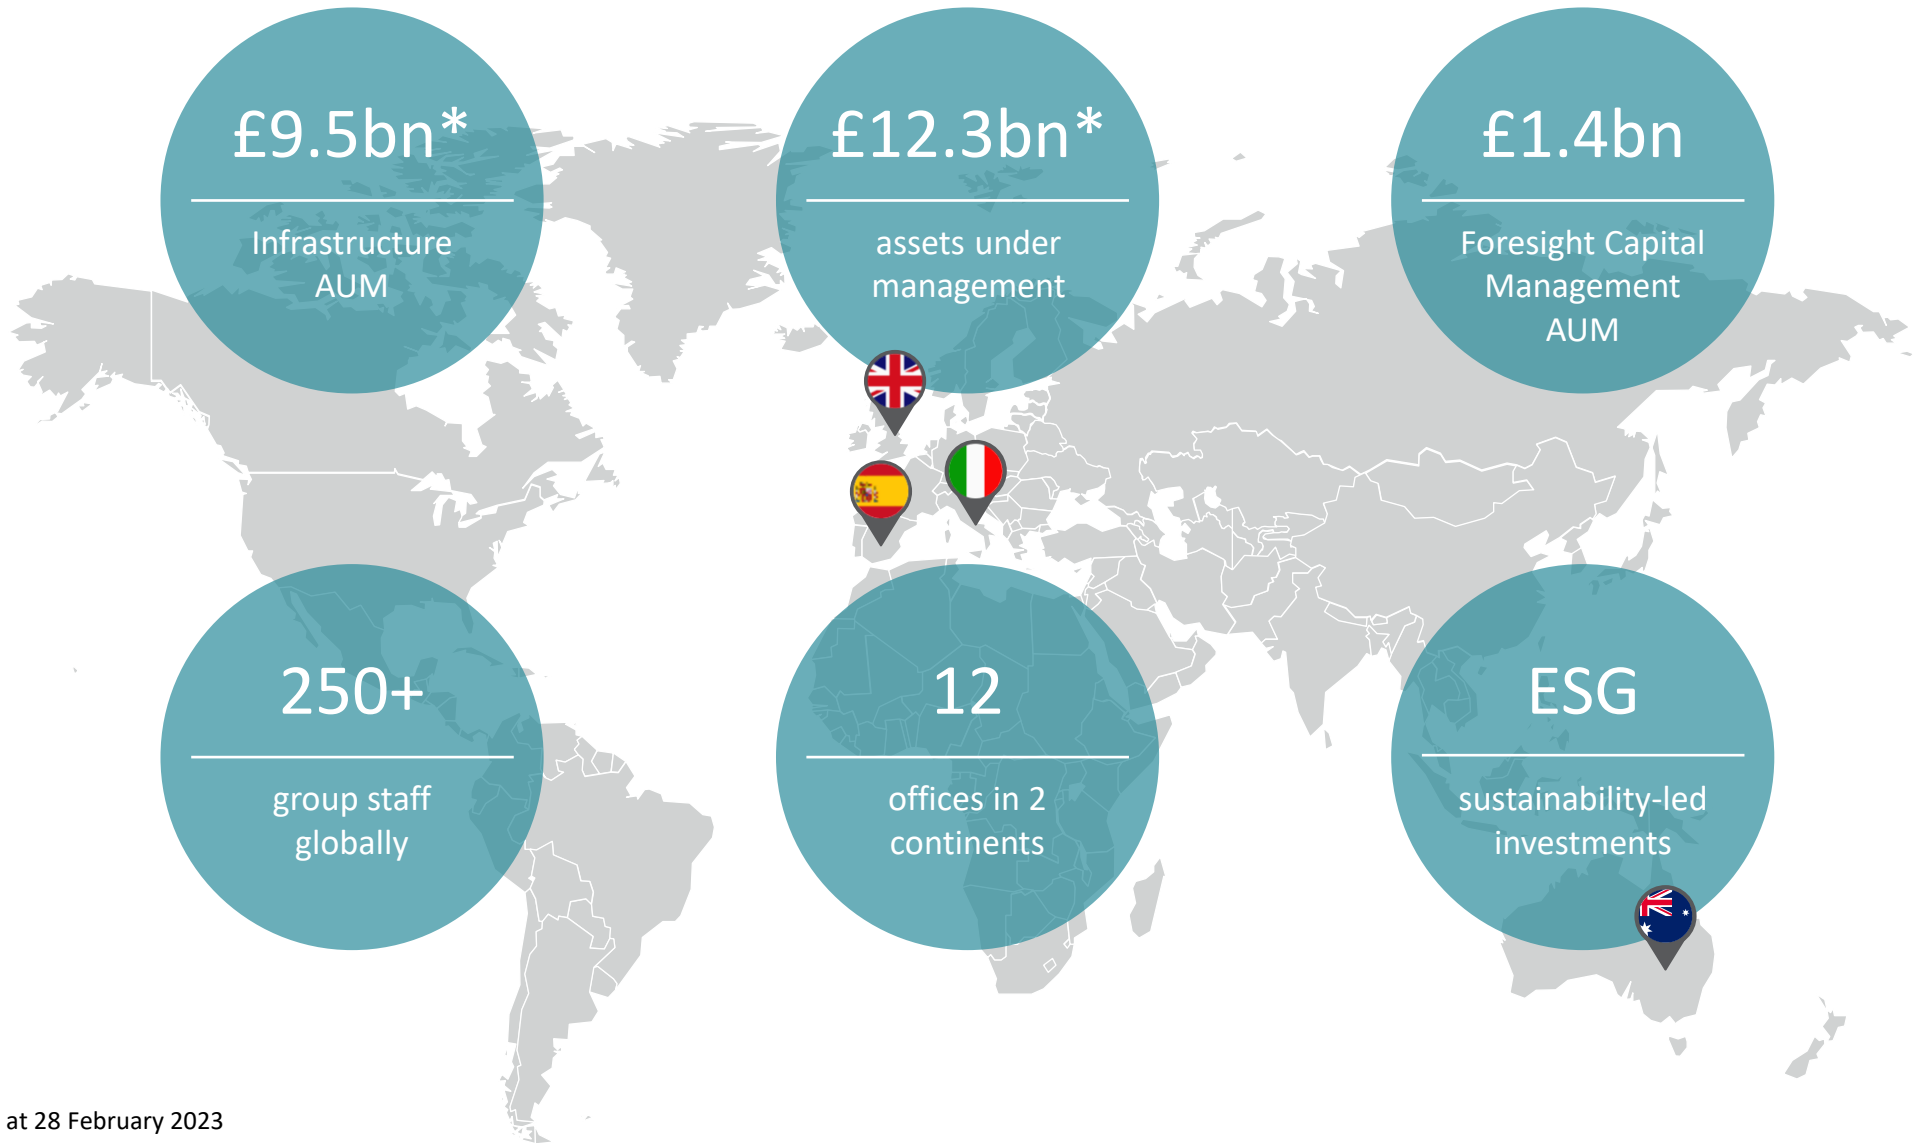 £9.5bn*
Infrastructure
AUM
£12.3bn*
assets under
management
£1.4bn
Foresight Capital
Management
AUM
250+
group staff
globally
12
offices in 2
continents
ESG
sustainability-led
investments
at 28 February 2023